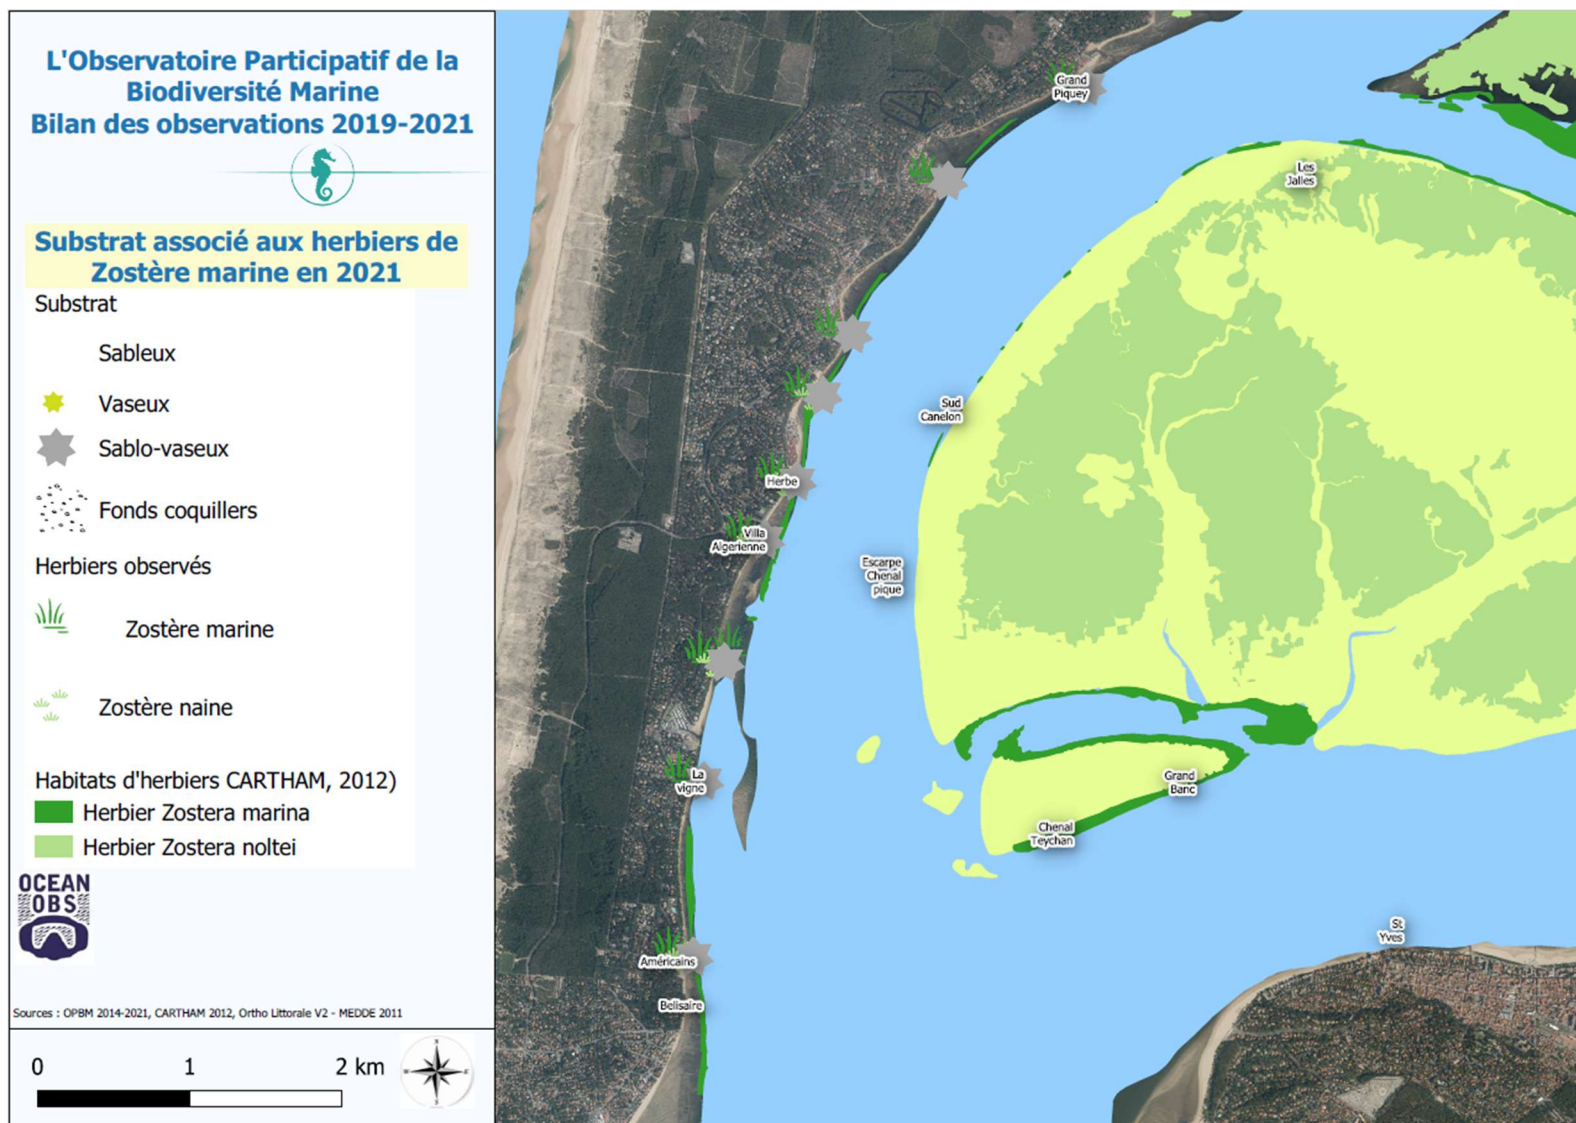 L'Observatoire Participatif de la
Biodiversité Marine
Bilan des observations 2019-2021
Substrat associé aux herbiers de
Zostère marine en 2021
Substrat
Sableux
Vaseux
Sablo-vaseux
Fonds coquillers
Herbiers observés
Zostère marine
Zostère naine
Habitats d'herbiers CARTHAM, 2012)
Herbier Zostera marina
Herbier Zostera noltei
OCEAN
OBS
Sources : OPBM 2014-2021, CARTHAM 2012, Ortho Littorale V2 - MEDDE 2011
0 1 2 km
Grand
Piquey
Les
Jalles
Sud
Canelon
Herbe
Villa
Algerienne
Escarpe
Chenal
pique
La
vigne
Grand
Banc
Chenal
Teychan
St
Yves
Américains
Belisaire